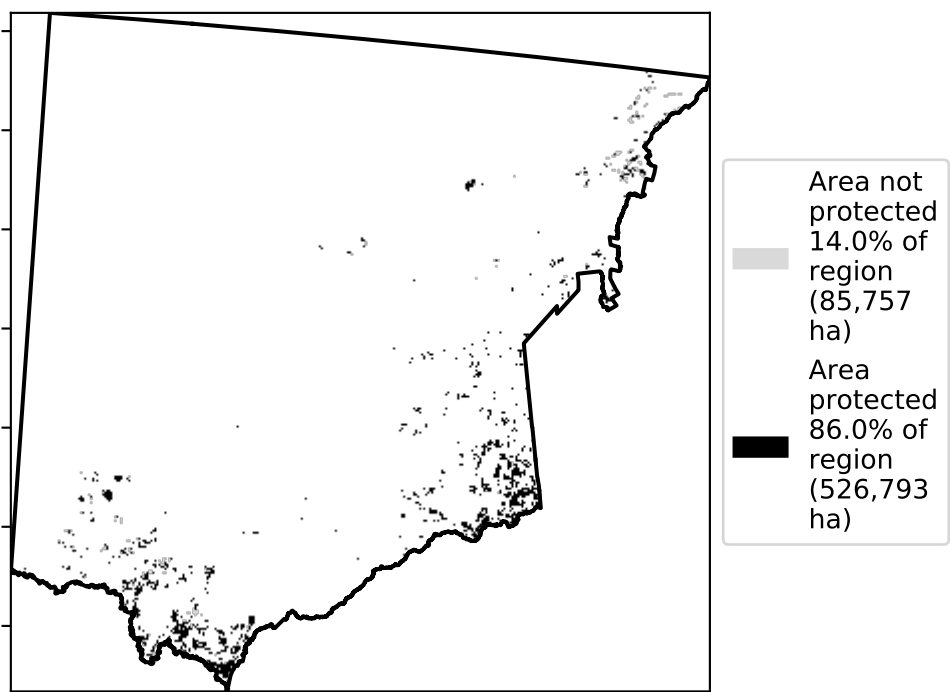 Area not
protected
14.0% of
region
(85,757
ha)
Area
protected
86.0% of
region
(526,793
ha)